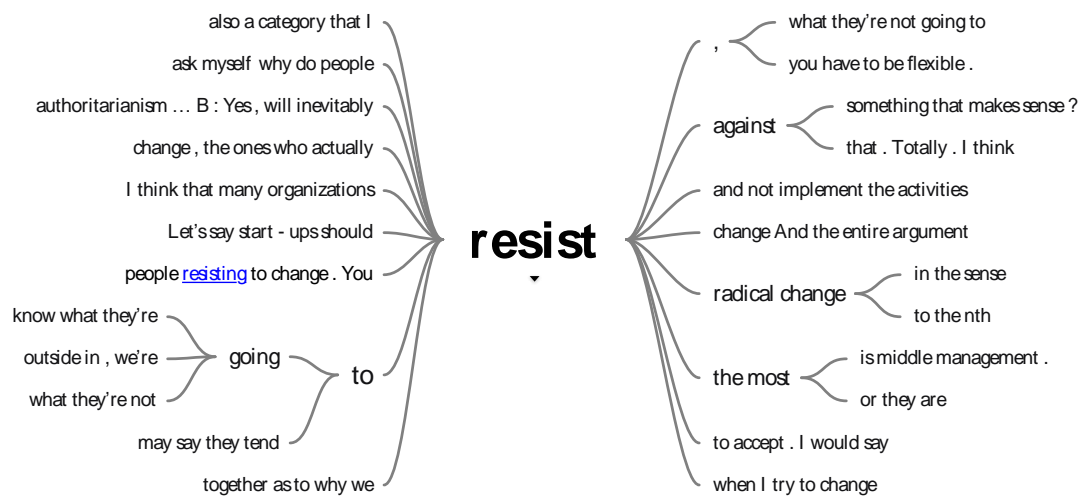 also a category that I
ask myself why do people
authoritarianism … B : Yes , will inevitably
change , the ones who actually
I think that many organizations
Let's say start - ups should
people resisting to change . You
know what they're
outside in , we're
what they're not
going
may say they tend
to
together as to why we
resist
,
what they're not going to
you have to be flexible .
against
something that makes sense ?
that . Totally . I think
and not implement the activities
change And the entire argument
radical change
in the sense
to the nth
the most
is middle management .
or they are
to accept . I would say
when I try to change